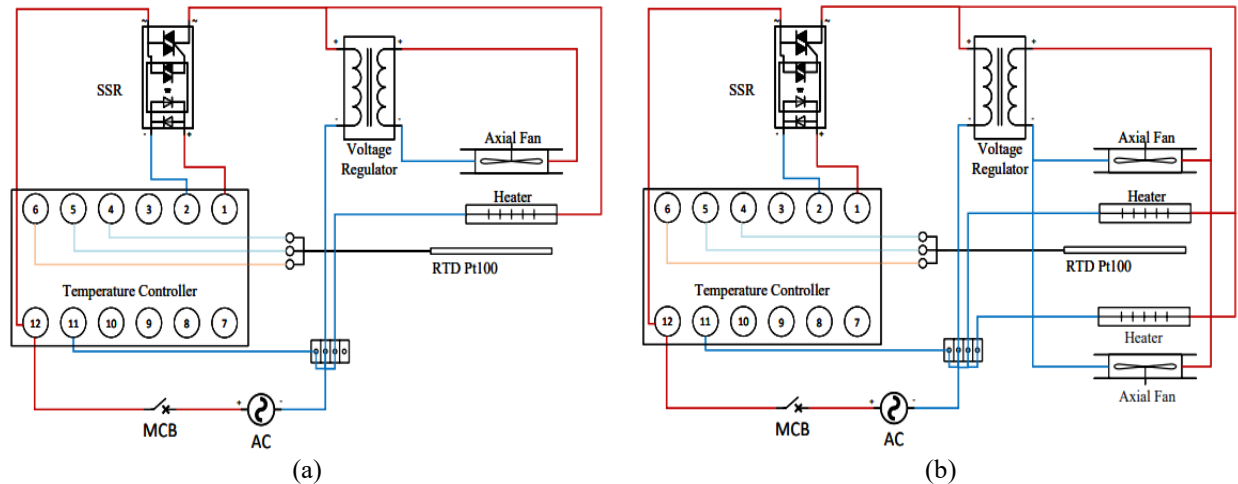 ~ ~
+ +
SSR
- +
- -
Voltage
Regulator
Axial Fan
Heater
6 5 4 3 2 1
RTD Pt100
Temperature Controller
12 11 10 9 8 7
+ -
MCB
AC
(a)
~ ~
+ +
SSR
- +
- -
Voltage
Regulator
Axial Fan
Heater
6 5 4 3 2 1
RTD Pt100
Temperature Controller
12 11 10 9 8 7
Heater
Axial Fan
+ -
MCB
AC
(b)